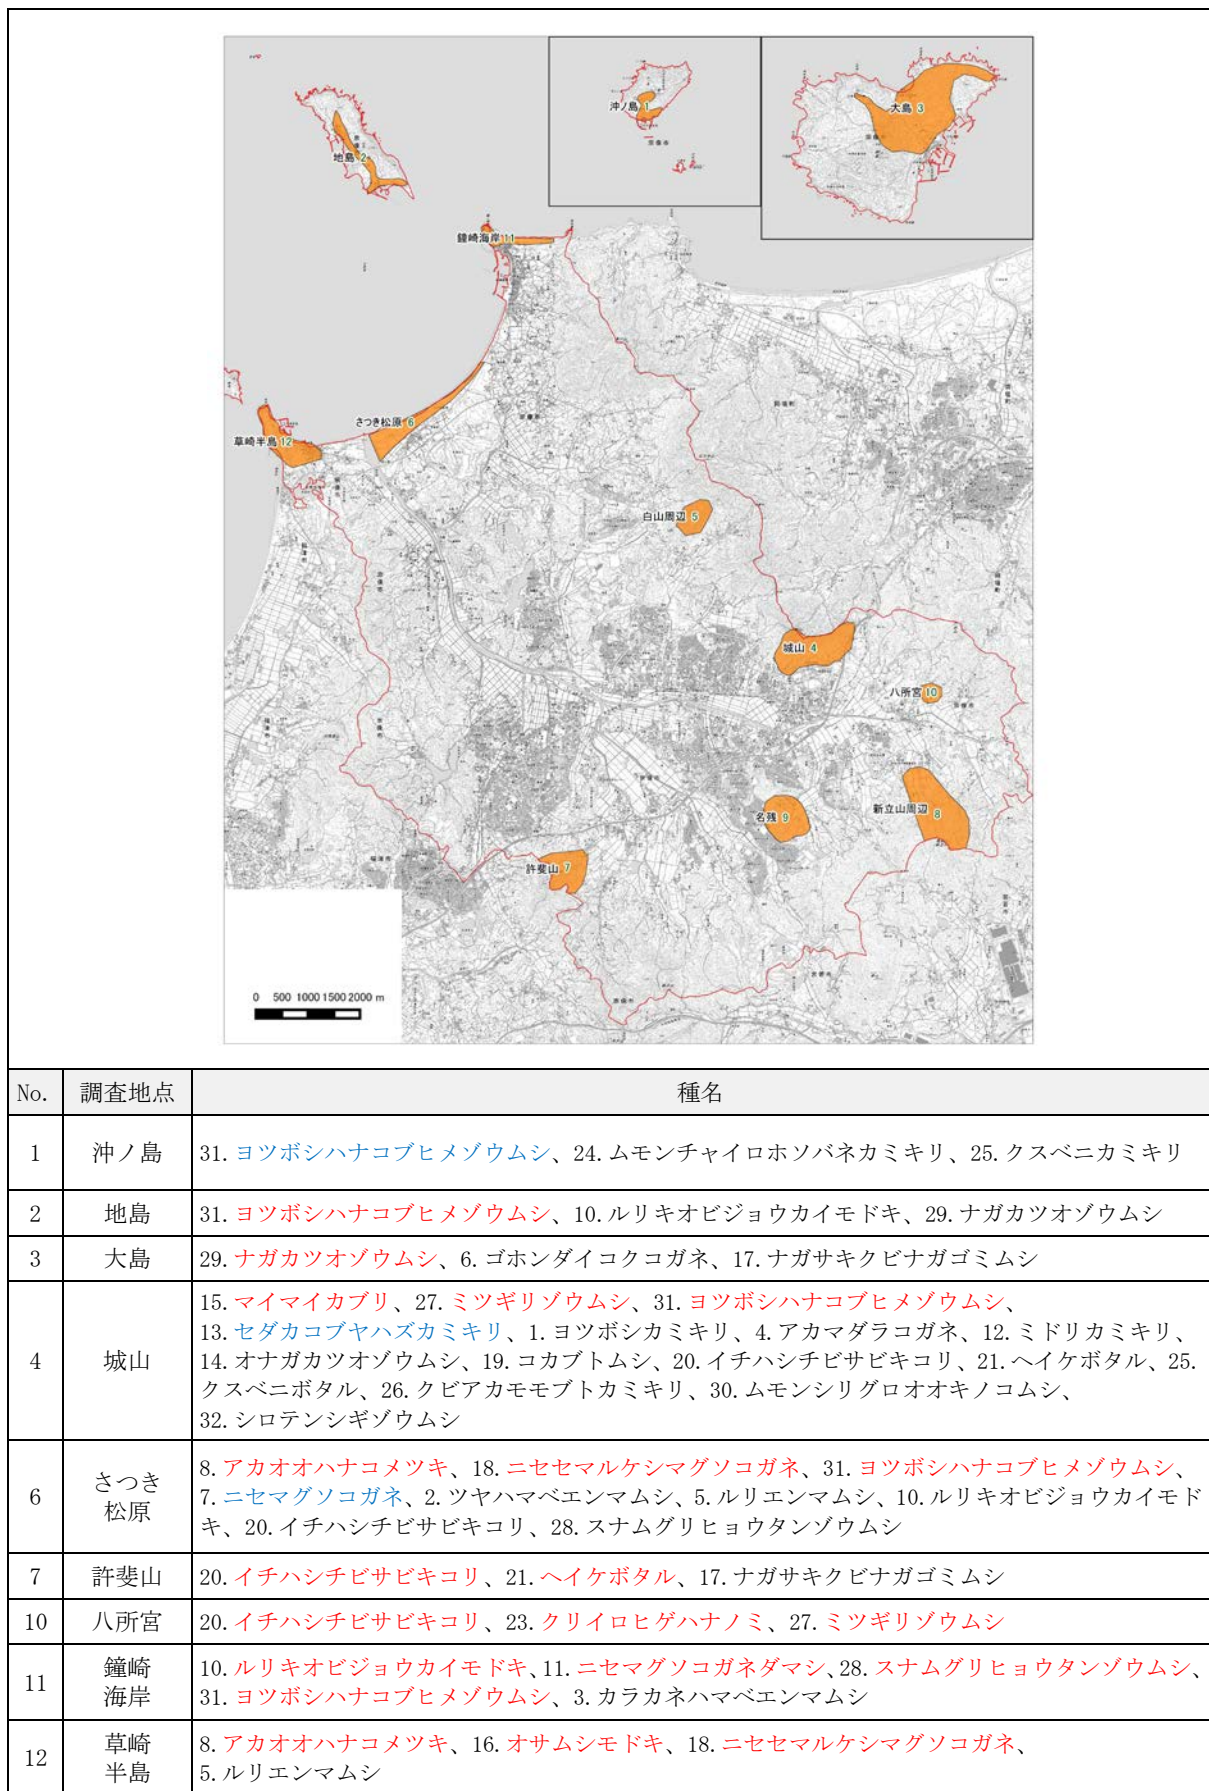 沖ノ島 1
大島 3
地島 2
鐘崎海岸 11
さつき松原 6
草崎半島 12
白山周辺 5
城山 4
八所宮 10
新立山周辺 8
名残 9
許斐山 7
0 500 1000 1500 2000 m
No. 調査地点 種名
1 沖ノ島 31.ヨツボシハナコブヒメゾウムシ、24.ムモンチャイロホソバネカミキリ、25.クスベニカミキリ
2 地島 31.ヨツボシハナコブヒメゾウムシ、10.ルリキオビジョウカイモドキ、29.ナガカツオゾウムシ
3 大島 29.ナガカツオゾウムシ、6.ゴホンダイコクコガネ、17.ナガサキクビナガゴミムシ
4 城山 15.マイマイカブリ、27.ミツギリゾウムシ、31.ヨツボシハナコブヒメゾウムシ、
13.セダカコブヤハズカミキリ、1.ヨツボシカミキリ、4.アカマダラコガネ、12.ミドリカミキリ、
14.オナガカツオゾウムシ、19.コカブトムシ、20.イチハシチビサビキコリ、21.ヘイケボタル、25.
クスベニボタル、26.クビアカモモブトカミキリ、30.ムモンシリグロオオキノコムシ、
32.シロテンシギゾウムシ
6 さつき
松原
8.アカオオハナコメツキ、18.ニセセマルケシマグソコガネ、31.ヨツボシハナコブヒメゾウムシ、
7.ニセマグソコガネ、2.ツヤハマベエンマムシ、5.ルリエンマムシ、10.ルリキオビジョウカイモド
キ、20.イチハシチビサビキコリ、28.スナムグリヒョウタンゾウムシ
7 許斐山 20.イチハシチビサビキコリ、21.ヘイケボタル、17.ナガサキクビナガゴミムシ
10 八所宮 20.イチハシチビサビキコリ、23.クリイロヒゲハナノミ、27.ミツギリゾウムシ
11 鐘崎
海岸
10.ルリキオビジョウカイモドキ、11.ニセマグソコガネダマシ、28.スナムグリヒョウタンゾウムシ、
31.ヨツボシハナコブヒメゾウムシ、3.カラカネハマベエンマムシ
12 草崎
半島
8.アカオオハナコメツキ、16.オサムシモドキ、18.ニセセマルケシマグソコガネ、
5.ルリエンマムシ